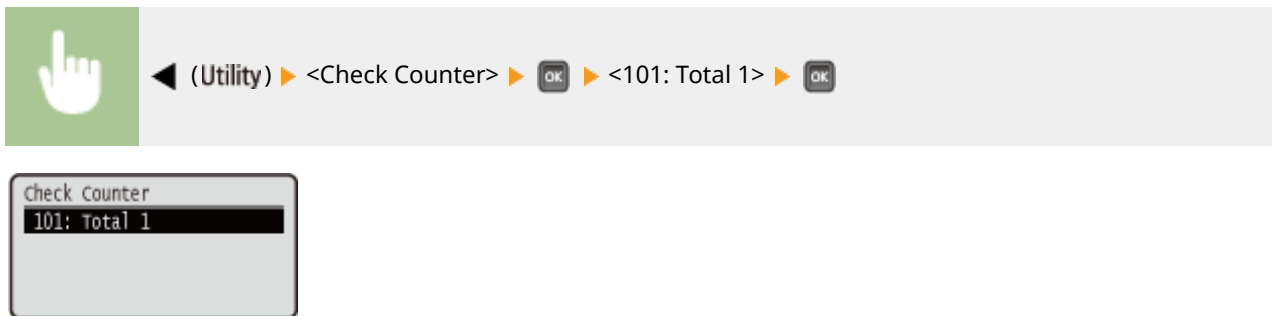 ◀ (Utility) ▶ <Check Counter> ▶ OK ▶ <101: Total 1> ▶ OK
Check Counter
101: Total 1